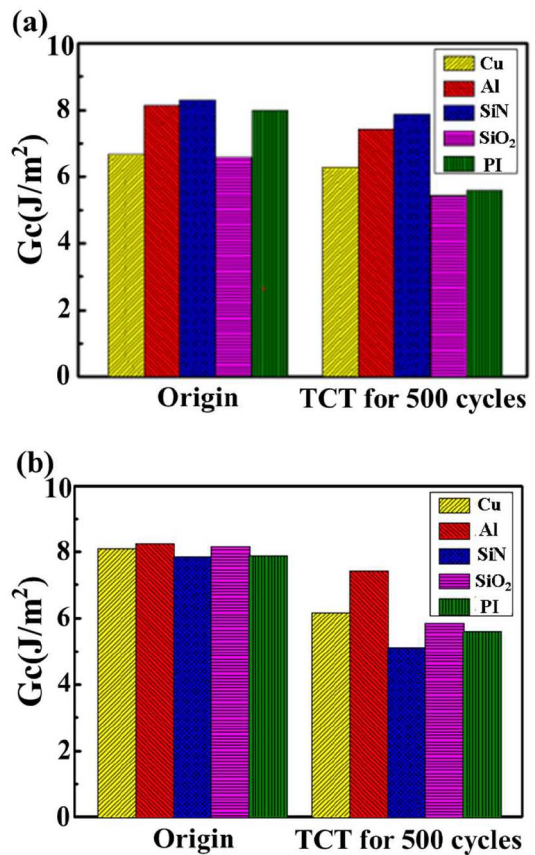 (a)
10
8
6
4
2
0
Gc(J/m²)
Cu
Al
SiN
SiO₂
PI
Origin TCT for 500 cycles
(b)
10
8
6
4
2
0
Gc(J/m²)
Cu
Al
SiN
SiO₂
PI
Origin TCT for 500 cycles